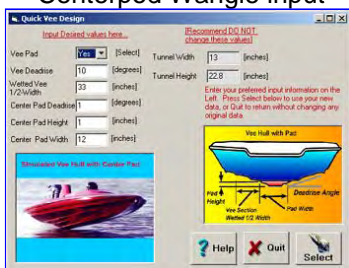 Centerpod Wangle input
Quick Vee Design
Input Desired values here...
[Recommend DO NOT
change these values]
Vee Pad Yes [Select]
Tunnel Width 13 [inches]
Vee Deadrise 10 [degrees]
Tunnel Height 22.8 [inches]
Wetted Vee
1/2Width 33 [inches]
Center Pad Deadrise 1 [degrees]
Center Pad Height 1 [inches]
Center Pad Width 12 [inches]
Enter your preferred input information on the
Left. Press Select below to use your new
data, or Quit to return without changing any
original data
Simulated Vee Hull with Center Pad
Vee Hull with Pad
Pad
Height
Deadrise Angle
Vee Section
Wetted 1/2 Width
Pad Width
Help
Quit
Select